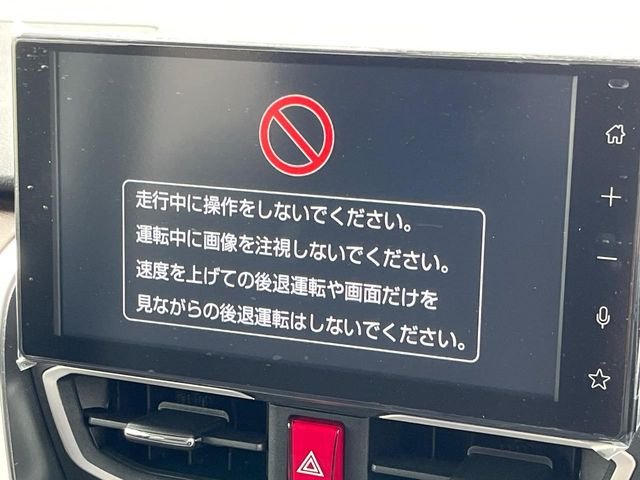 走行中に操作をしないでください。
運転中に画像を注視しないでください。
速度を上げての後退運転や画面だけを
見ながらの後退運転はしないでください。